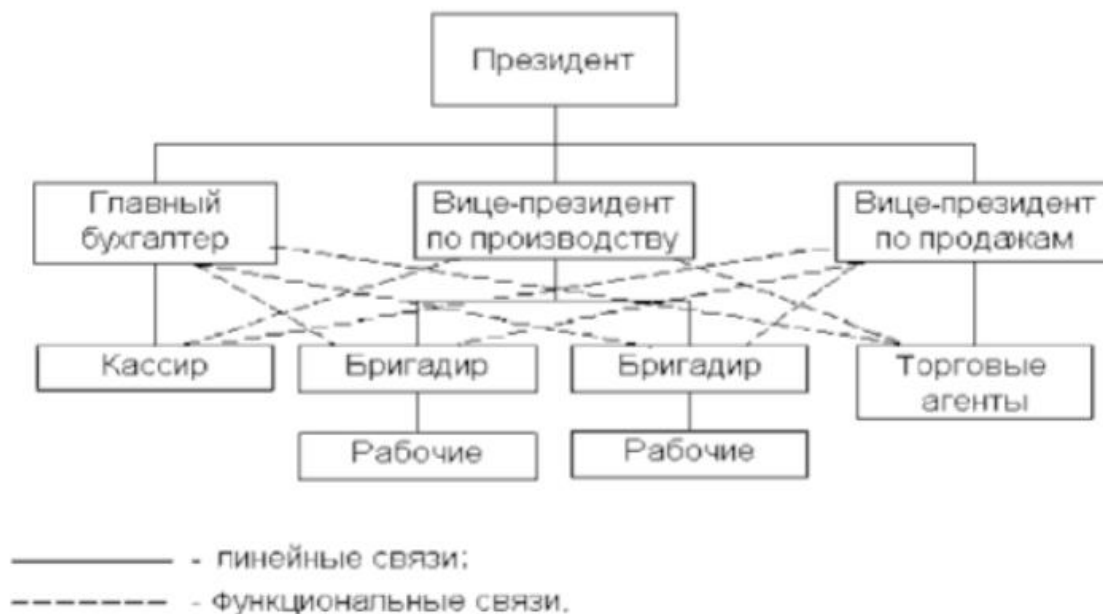 Президент
Главный
бухгалтер
Вице-президент
по производству
Вице-президент
по продажам
Кассир
Бригадир
Бригадир
Торговые
агенты
Рабочие
Рабочие
- линейные связи;
- функциональные связи.